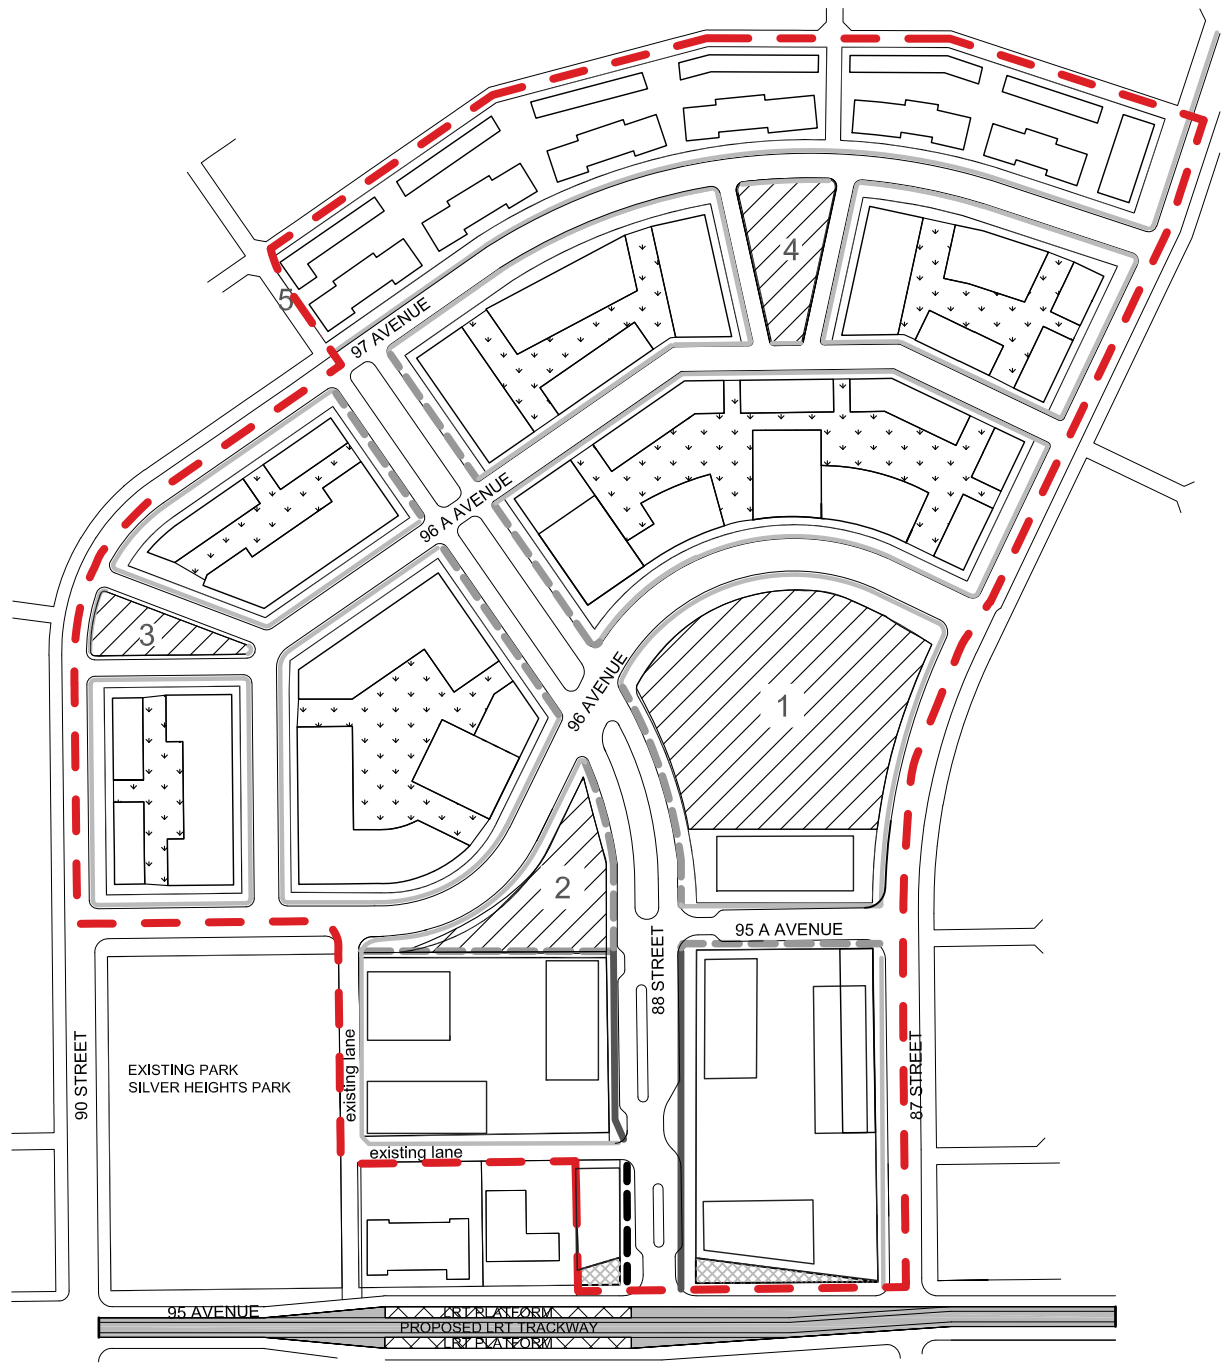 4
5
97 AVENUE
96 A AVENUE
3
96 AVENUE
1
2
95 A AVENUE
88 STREET
90 STREET
EXISTING PARK
SILVER HEIGHTS PARK
existing lane
87 STREET
existing lane
95 AVENUE
LRT PLATFORM
PROPOSED LRT TRACKWAY
LRT PLATFORM